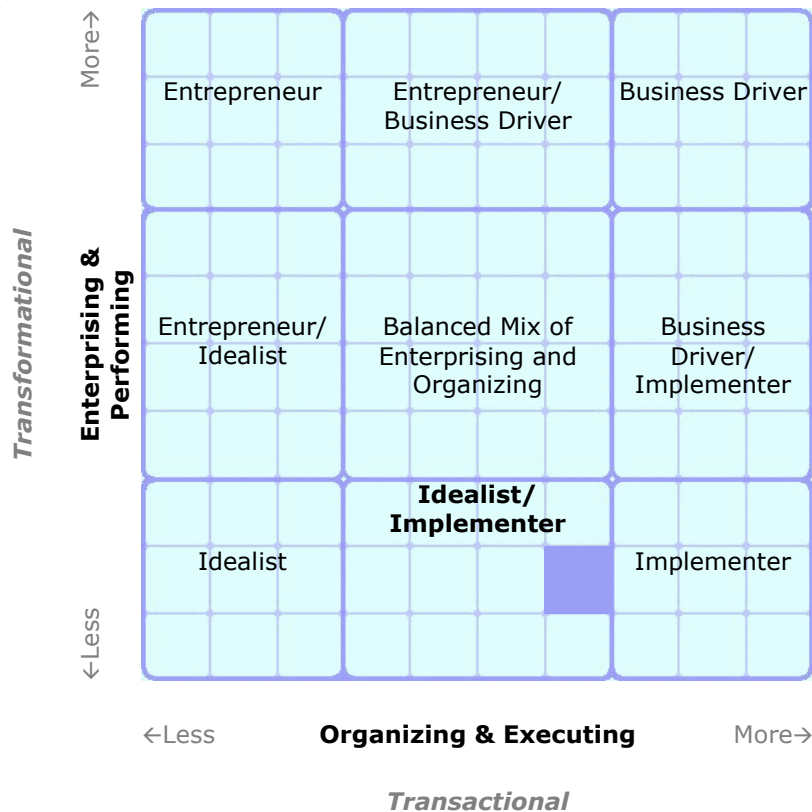 More→
Entrepreneur
Entrepreneur/
Business Driver
Business Driver
Transformational
Enterprising &
Performing
Entrepreneur/
Idealist
Balanced Mix of
Enterprising and
Organizing
Business
Driver/
Implementer
Idealist/
Implementer
Idealist
Implementer
←Less
←Less
Organizing & Executing
More→
Transactional